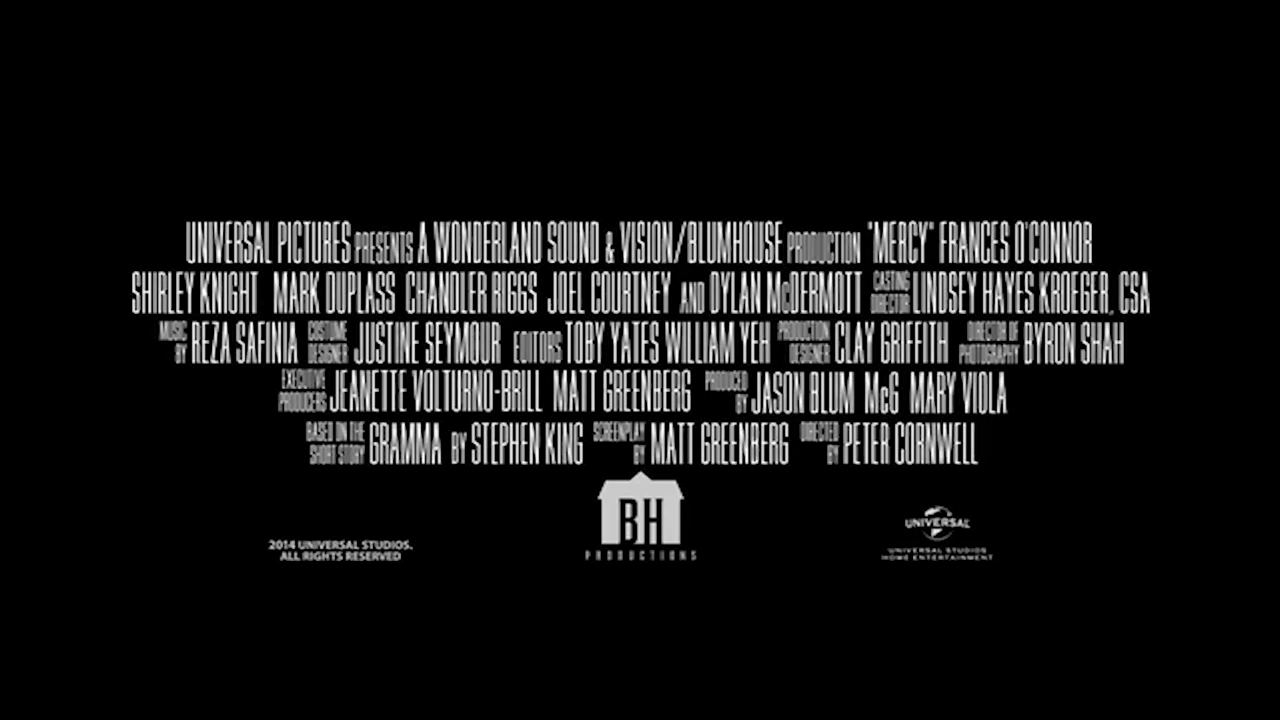 UNIVERSAL PICTURES PRESENTS A WONDERLAND SOUND & VISION/BLUMHOUSE PRODUCTION "MERCY" FRANCES O'CONNOR
SHIRLEY KNIGHT MARK DUPLASS CHANDLER RIGGS JOEL COURTNEY AND DYLAN McDERMOTT CASTING DIRECTOR LINDSEY HAYES KROEGER, CSA
MUSIC BY REZA SAFINIA COSTUME DESIGNER JUSTINE SEYMOUR EDITORS TOBY YATES WILLIAM YEH PRODUCTION DESIGNER CLAY GRIFFITH DIRECTOR OF PHOTOGRAPHY BYRON SHAH
EXECUTIVE PRODUCERS JEANETTE VOLTURNO-BRILL MATT GREENBERG PRODUCED BY JASON BLUM McG MARY VIOLA
BASED ON THE SHORT STORY GRAMMA BY STEPHEN KING SCREENPLAY BY MATT GREENBERG DIRECTED BY PETER CORNWELL
BH
PRODUCTIONS
2014 UNIVERSAL STUDIOS.
ALL RIGHTS RESERVED
UNIVERSAL
UNIVERSAL STUDIOS
HOME ENTERTAINMENT